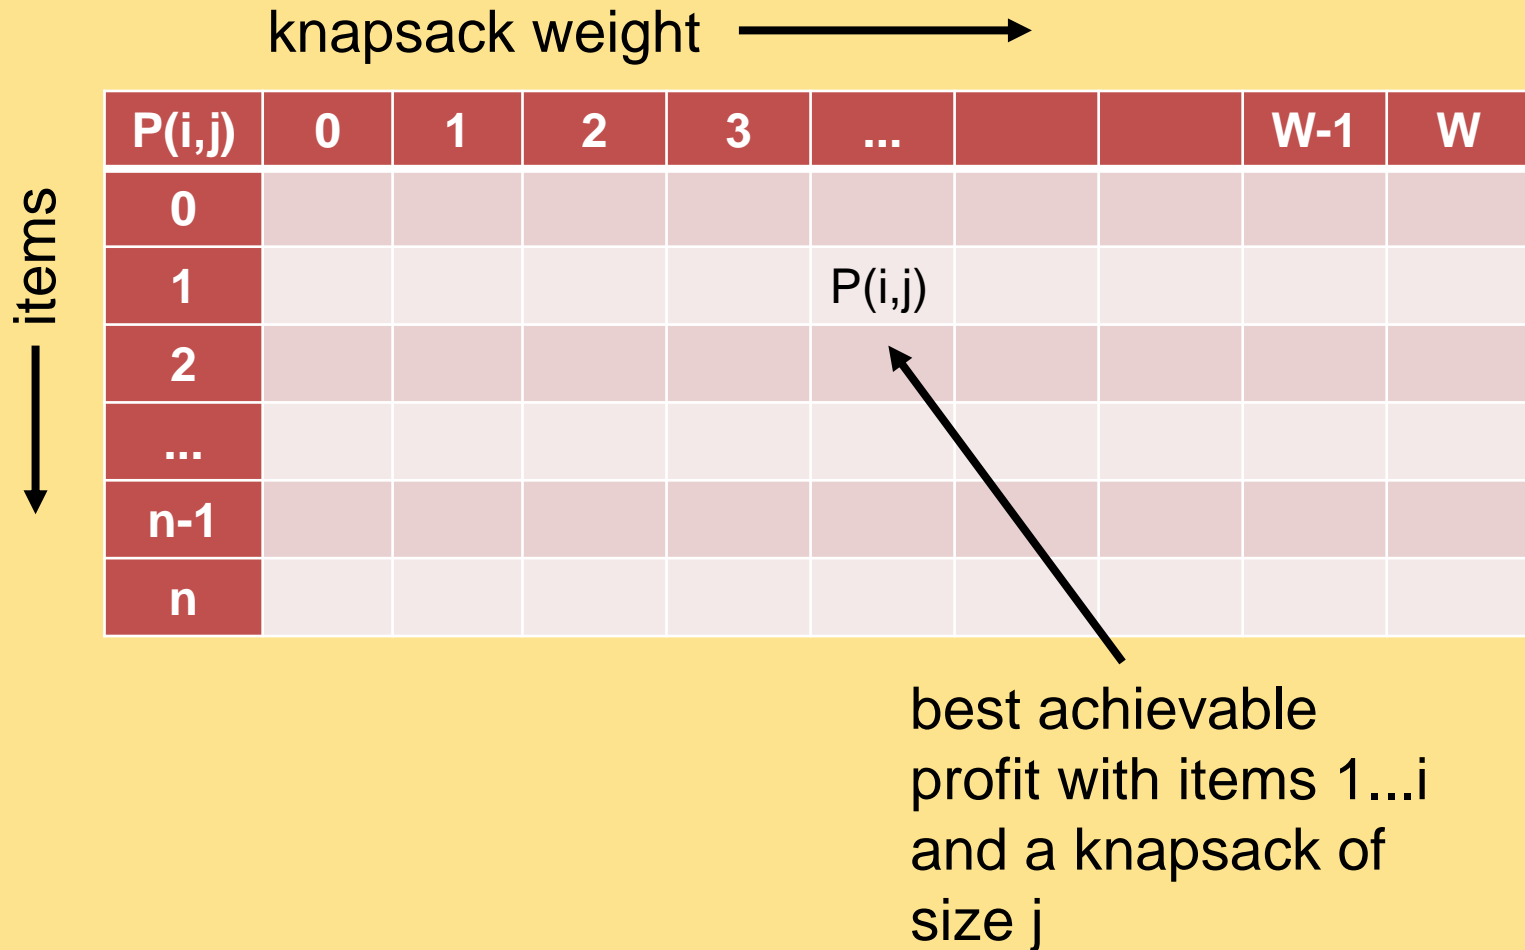 knapsack weight
P(i,j) 0 1 2 3 ... W-1 W
items
0
1 P(i,j)
2
...
n-1
n
best achievable
profit with items 1...i
and a knapsack of
size j